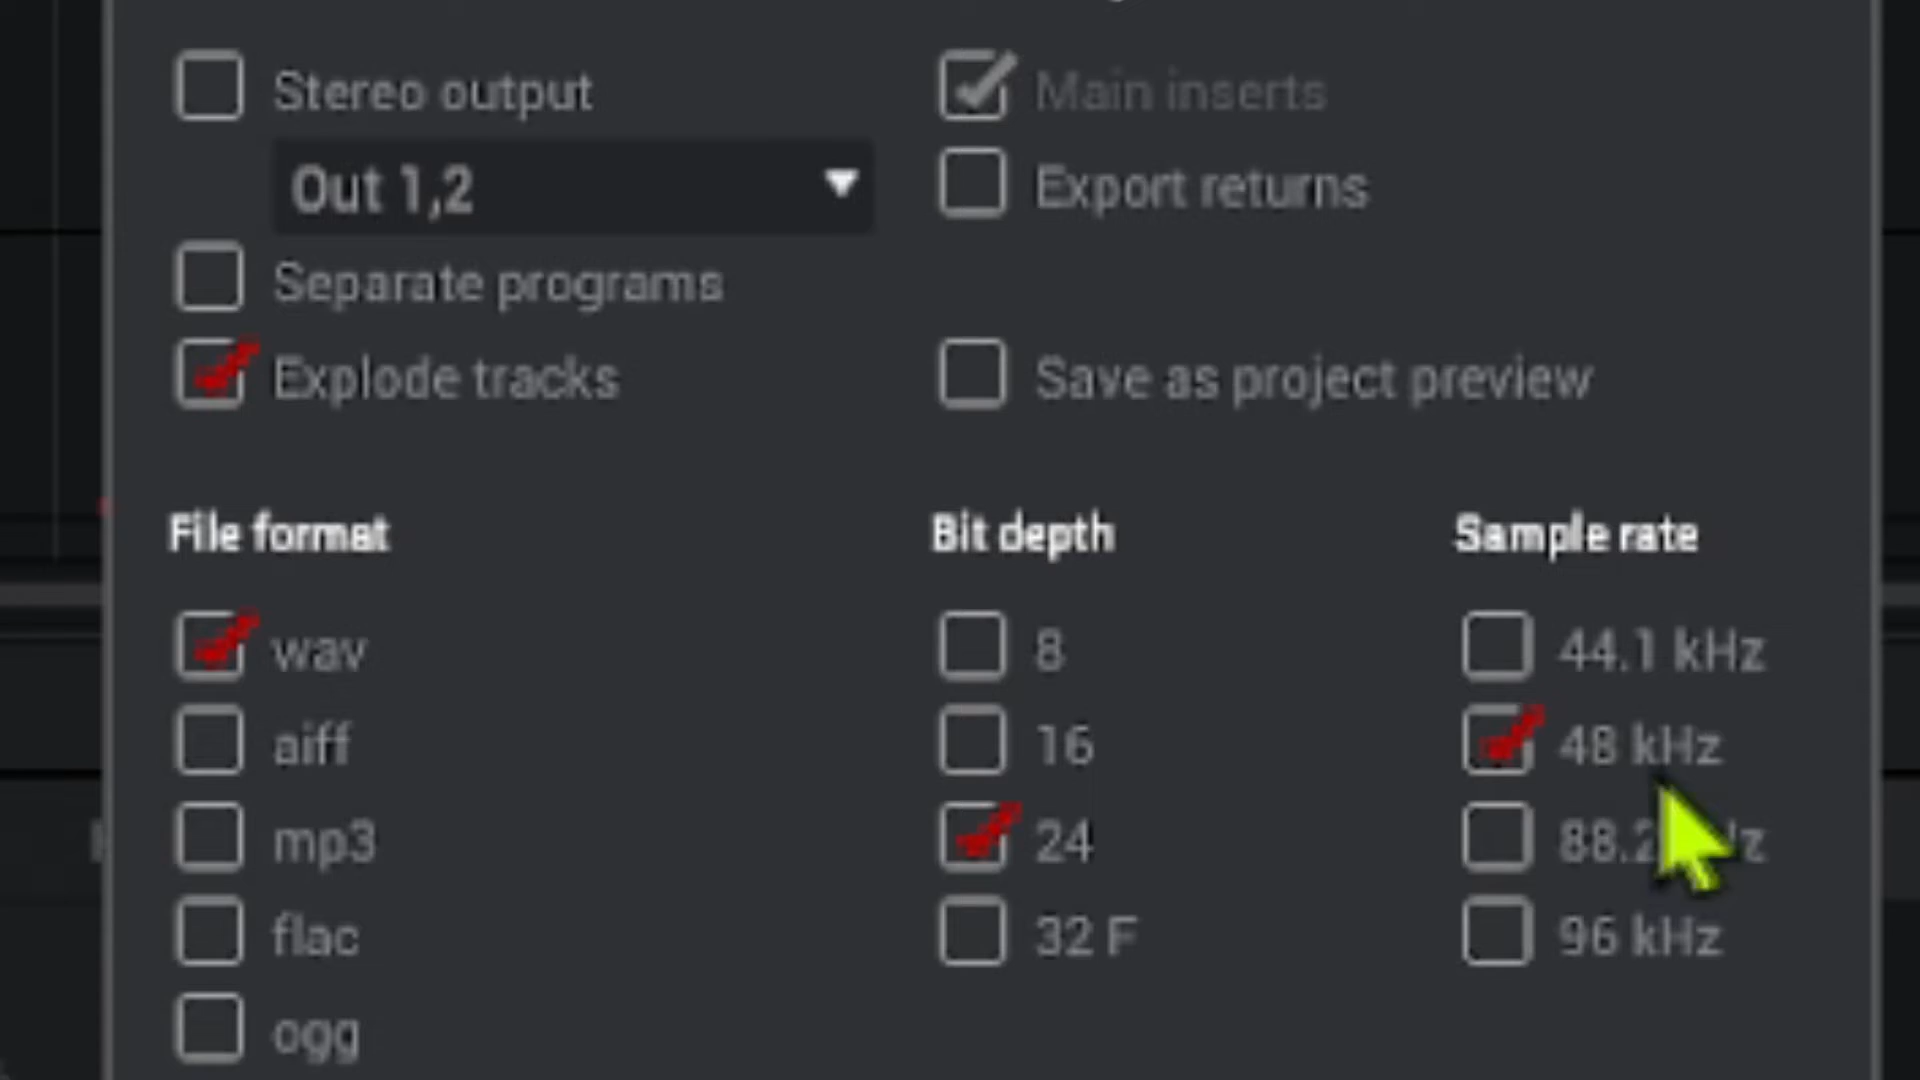 Stereo output
Main inserts
Out 1,2
Export returns
Separate programs
Explode tracks
Save as project preview
File format
Bit depth
Sample rate
wav
8
44.1 kHz
aiff
16
48 kHz
mp3
24
88.2
flac
32 F
96 kHz
ogg